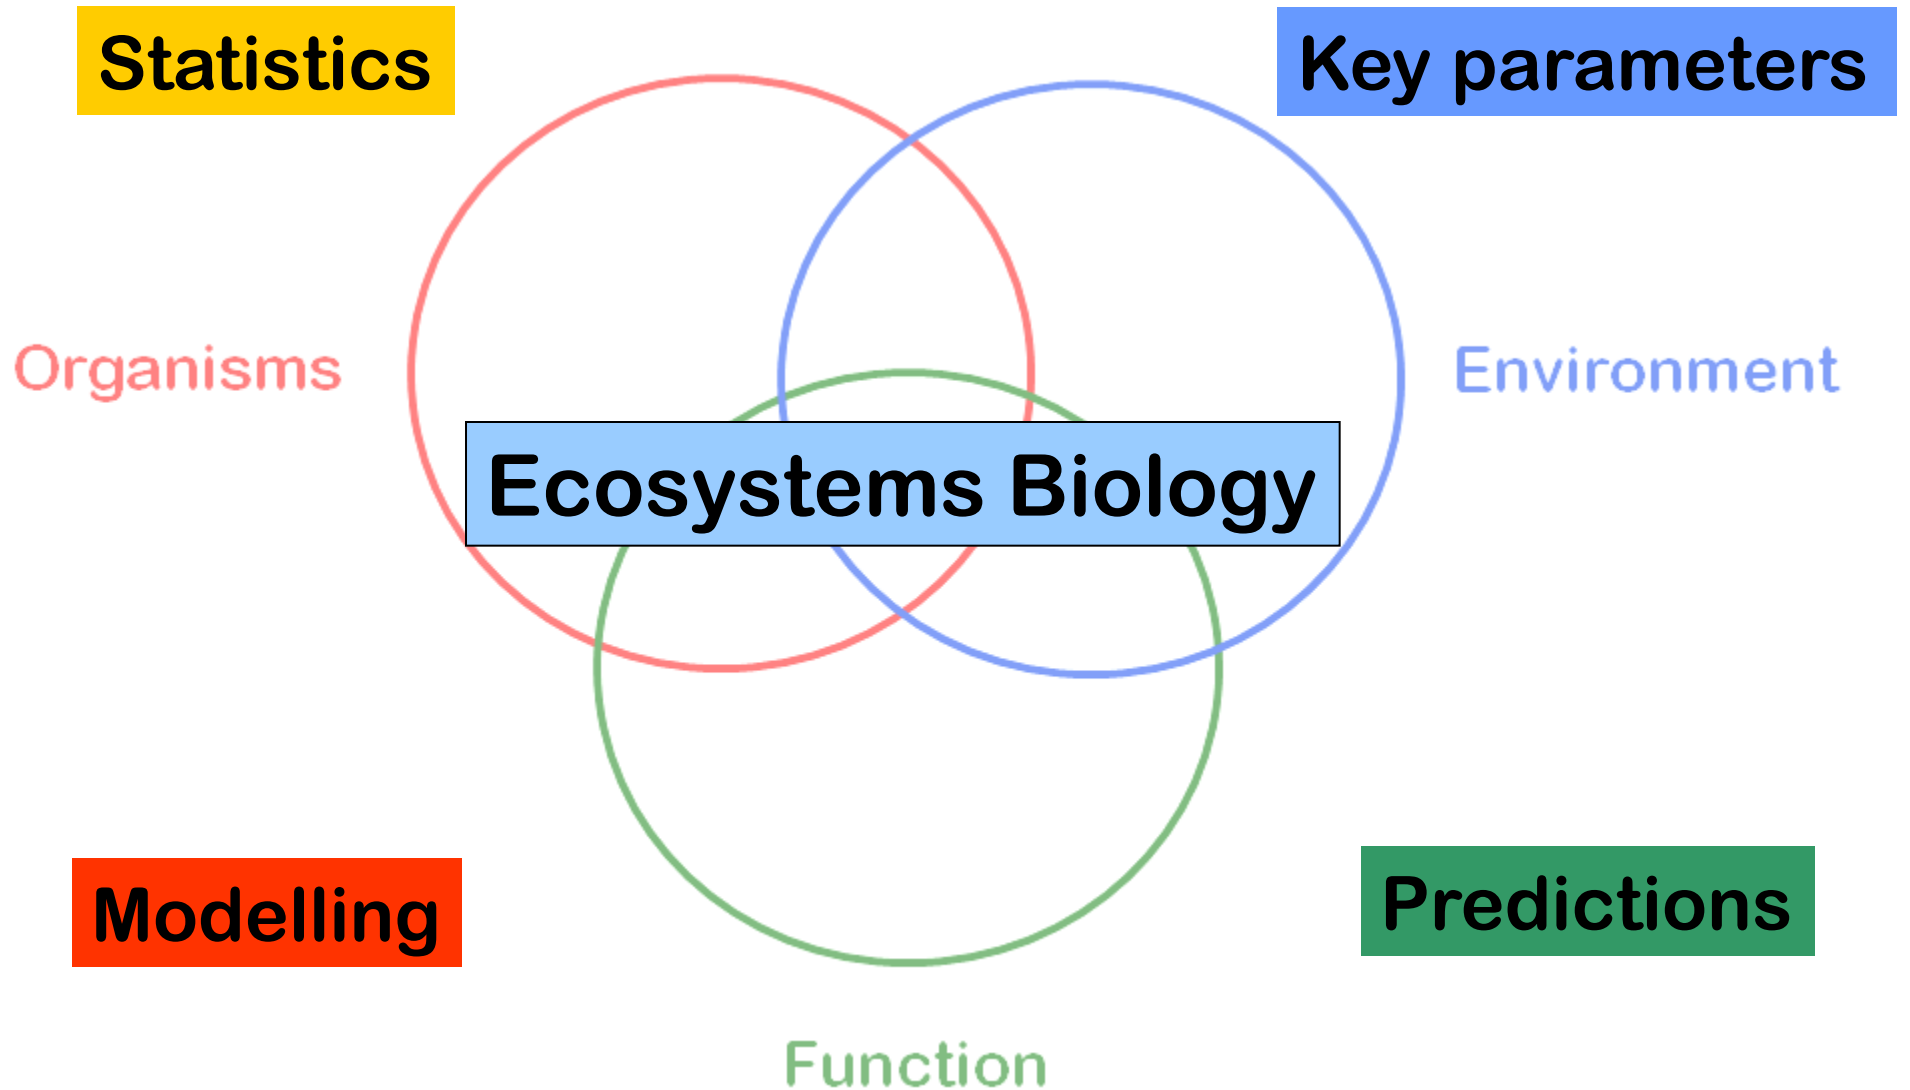 Statistics
Key parameters
Organisms
Environment
Ecosystems Biology
Modelling
Predictions
Function